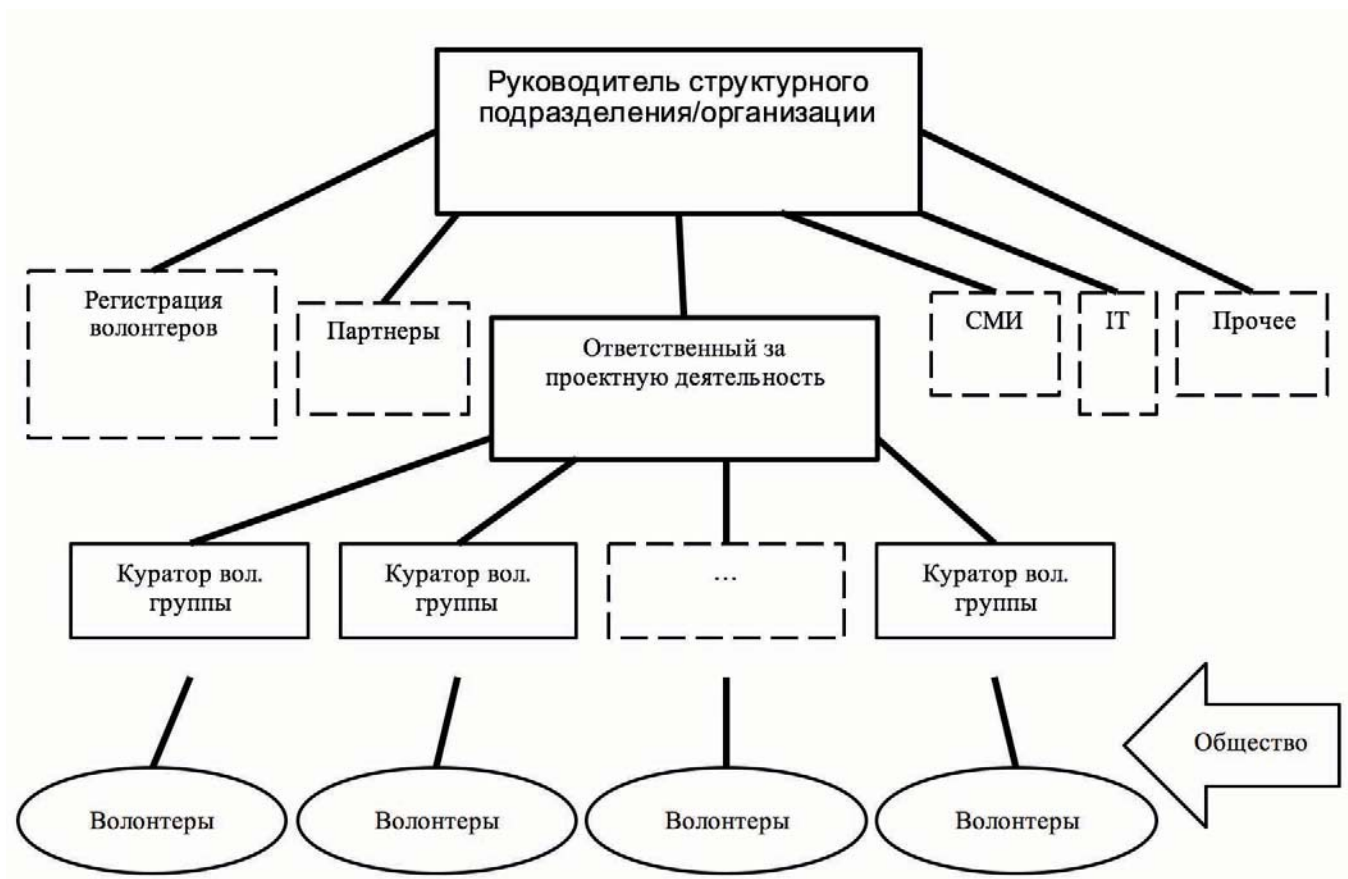 Руководитель структурного
подразделения/организации
Регистрация
волонтеров
Партнеры
Ответственный за
проектную деятельность
СМИ
IT
Прочее
Куратор вол.
группы
Куратор вол.
группы
...
Куратор вол.
группы
Общество
Волонтеры
Волонтеры
Волонтеры
Волонтеры